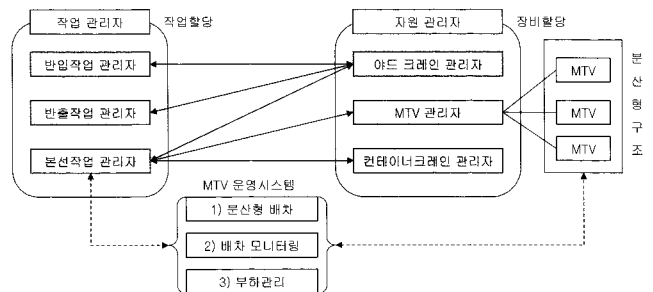 작업 관리자
작업할당
자원 관리자
장비할당
반입작업 관리자
반출작업 관리자
본선작업 관리자
야드 크레인 관리자
MTV 관리자
컨테이너크레인 관리자
MTV
MTV
MTV
분산형구조
MTV 운영시스템
1) 분산형 배차
2) 배차 모니터링
3) 부하관리